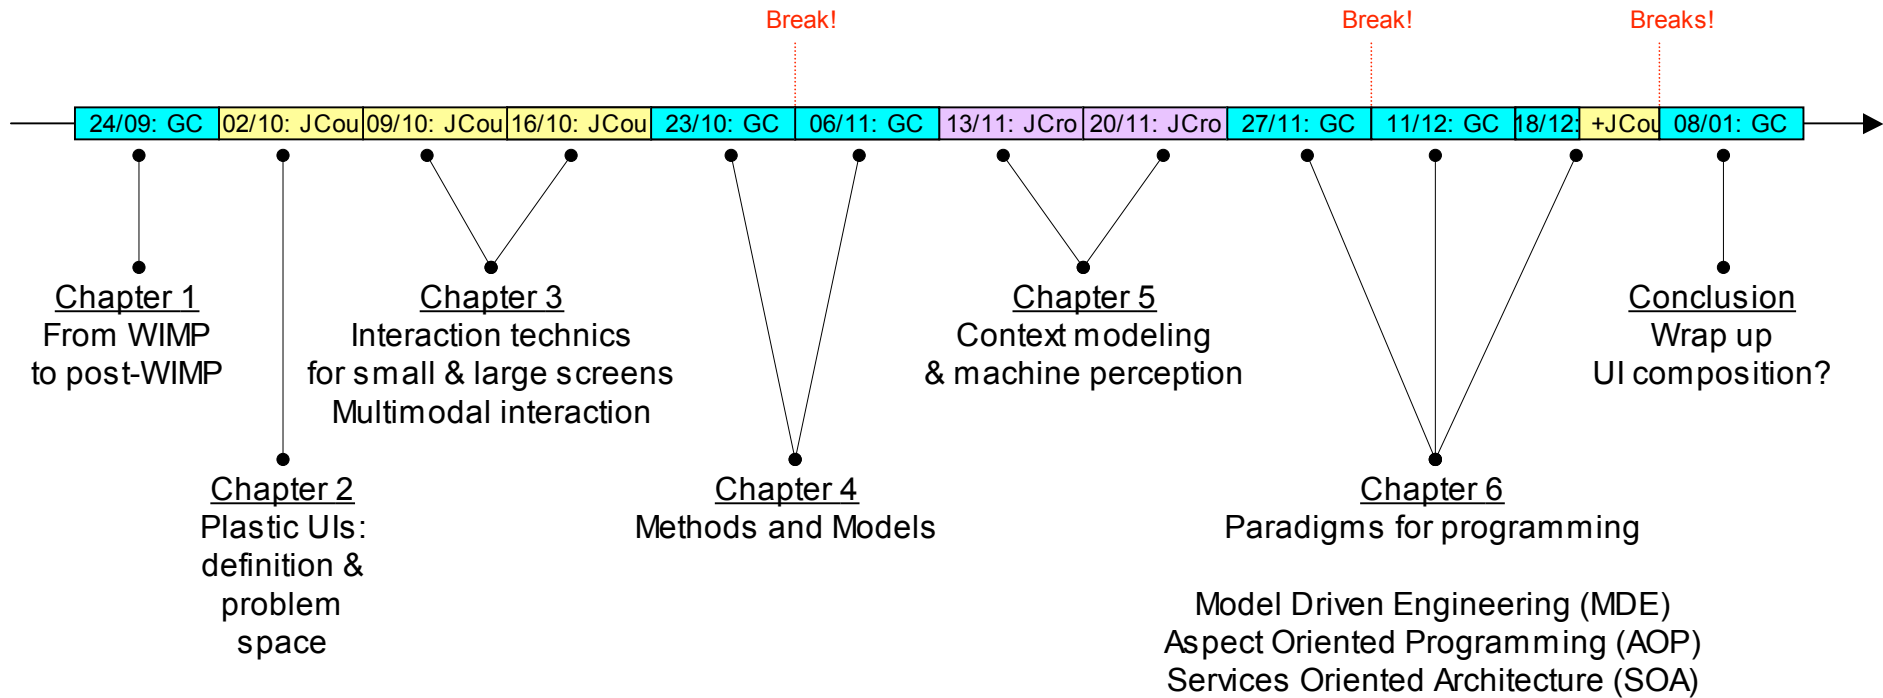 Break!
Break!
Breaks!
24/09: GC
02/10: JCou
09/10: JCou
16/10: JCou
23/10: GC
06/11: GC
13/11: JCro
20/11: JCro
27/11: GC
11/12: GC
18/12:
+JCou
08/01: GC
Chapter 1
From WIMP
to post-WIMP
Chapter 2
Plastic UIs:
definition &
problem
space
Chapter 3
Interaction technics
for small & large screens
Multimodal interaction
Chapter 4
Methods and Models
Chapter 5
Context modeling
& machine perception
Chapter 6
Paradigms for programming
Model Driven Engineering (MDE)
Aspect Oriented Programming (AOP)
Services Oriented Architecture (SOA)
Conclusion
Wrap up
UI composition?